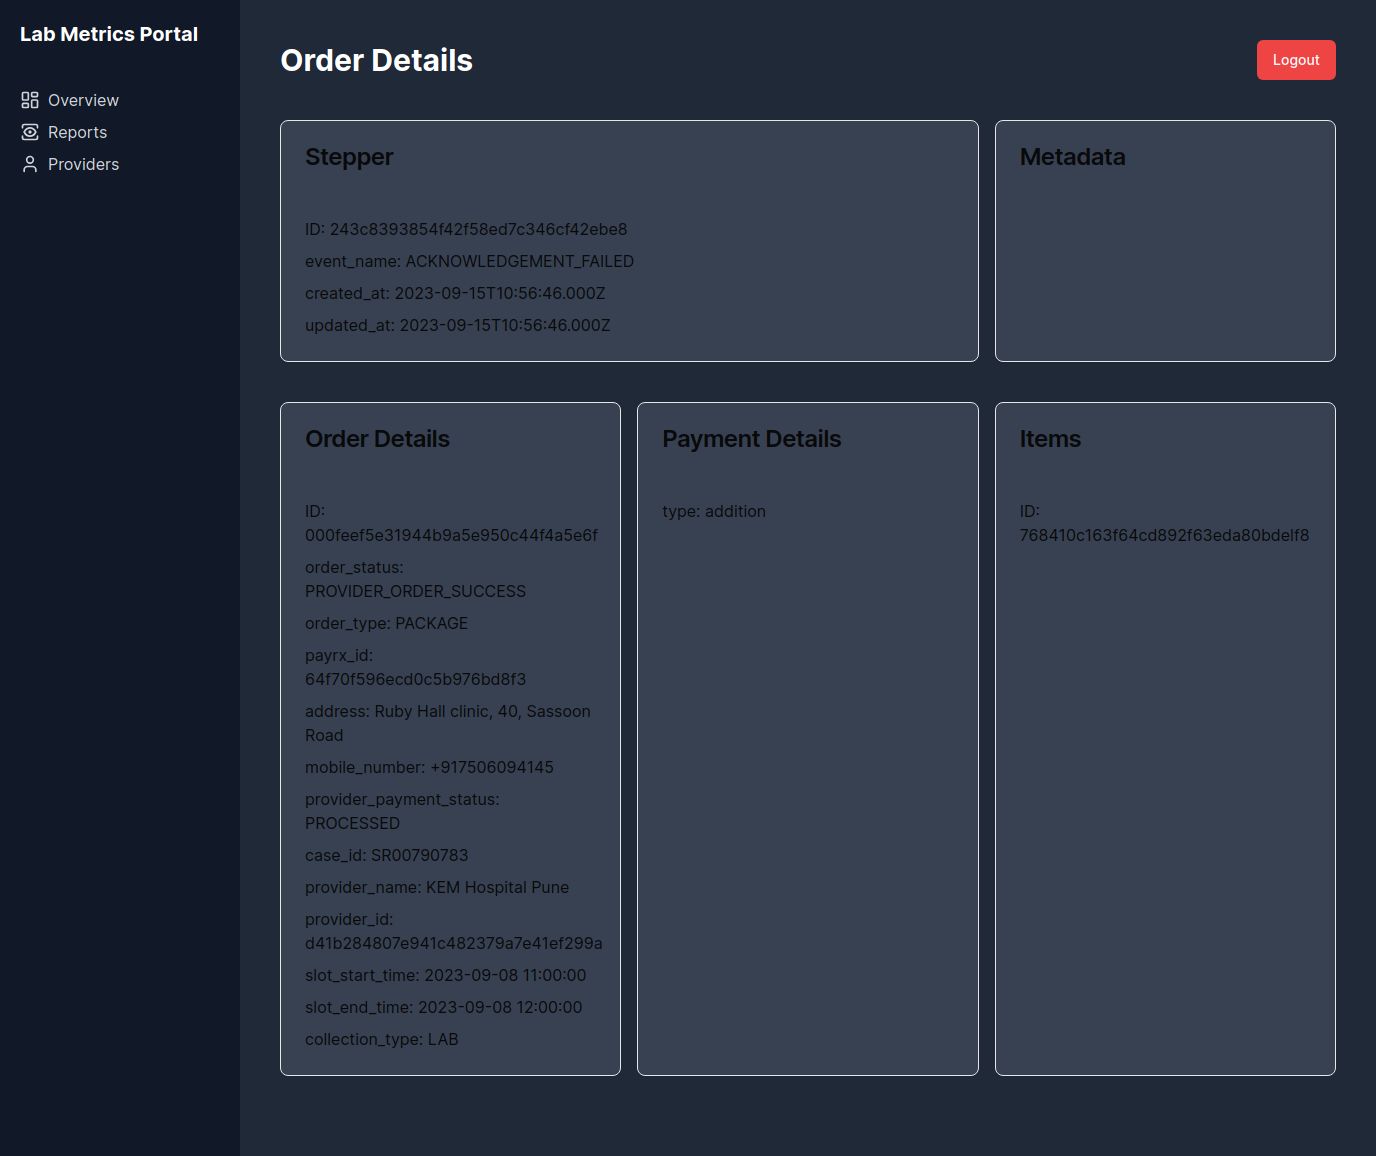 Lab Metrics Portal
Overview
Reports
Providers
Order Details
Logout
Stepper
ID: 243c8393854f42f58ed7c346cf42ebe8
event_name: ACKNOWLEDGEMENT_FAILED
created_at: 2023-09-15T10:56:46.000Z
updated_at: 2023-09-15T10:56:46.000Z
Metadata
Order Details
ID:
000feef5e31944b9a5e950c44f4a5e6f
order_status:
PROVIDER_ORDER_SUCCESS
order_type: PACKAGE
payrx_id:
64f70f596ecd0c5b976bd8f3
address: Ruby Hall clinic, 40, Sassoon
Road
mobile_number: +917506094145
provider_payment_status:
PROCESSED
case_id: SR00790783
provider_name: KEM Hospital Pune
provider_id:
d41b284807e941c482379a7e41ef299a
slot_start_time: 2023-09-08 11:00:00
slot_end_time: 2023-09-08 12:00:00
collection_type: LAB
Payment Details
type: addition
Items
ID:
768410c163f64cd892f63eda80bdelf8